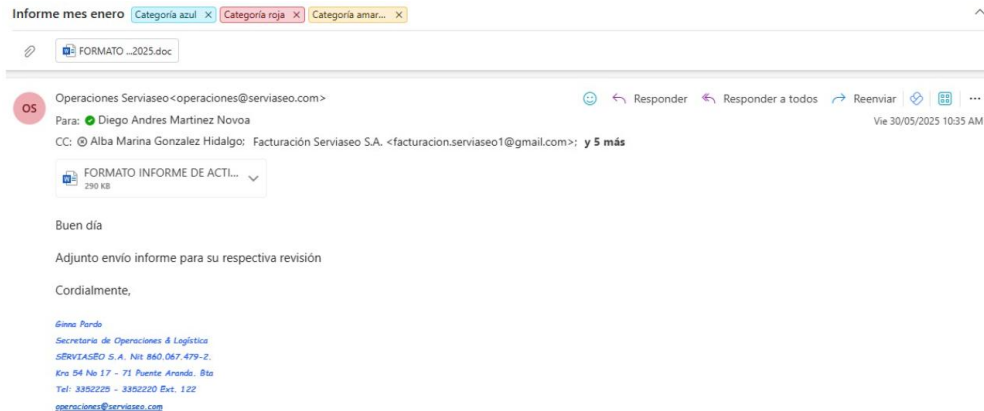 Informe mes enero Categoría azul × Categoría roja × Categoría amar... ×
FORMATO ...2025.doc
OS
Operaciones Serviaseo<operaciones@serviaseo.com>
Responder Responder a todos Reenviar ...
Para: Diego Andres Martinez Novoa
Vie 30/05/2025 10:35 AM
CC: Alba Marina Gonzalez Hidalgo; Facturación Serviaseo S.A. <facturacion.serviaseo1@gmail.com>; y 5 más
FORMATO INFORME DE ACTI...
290 KB
Buen día
Adjunto envío informe para su respectiva revisión
Cordialmente,
Ginna Pardo
Secretaria de Operaciones & Logística
SERVIASEO S.A. Nit 860.067.479-2.
Kra 54 No 17 - 71 Puente Aranda. Bta
Tel: 3352225 - 3352220 Ext. 122
operaciones@serviaseo.com